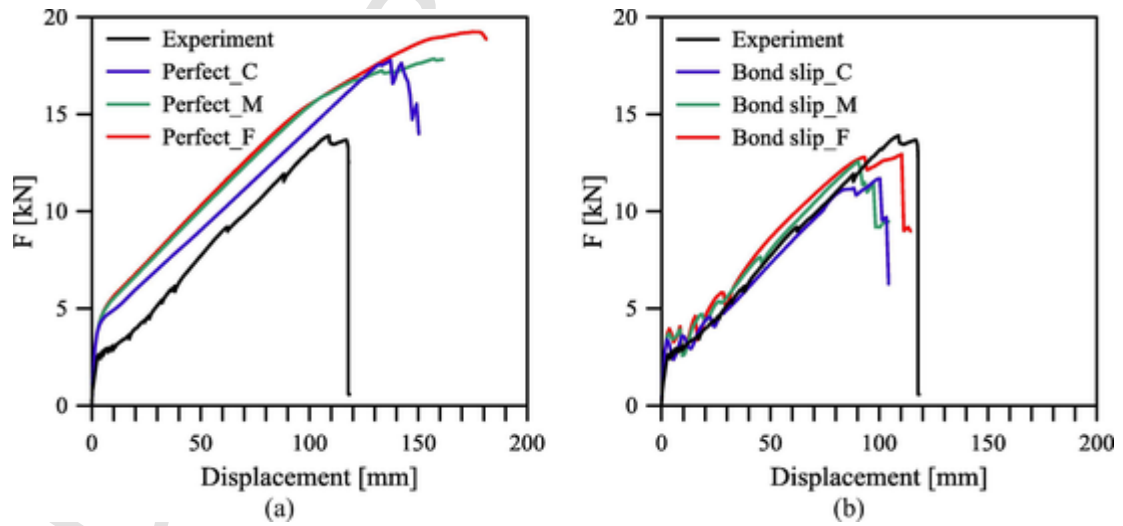 20
15
10
5
0
F [kN]
Experiment
Perfect_C
Perfect_M
Perfect_F
0 50 100 150 200
Displacement [mm]
(a)
20
15
10
5
0
F [kN]
Experiment
Bond slip_C
Bond slip_M
Bond slip_F
0 50 100 150 200
Displacement [mm]
(b)